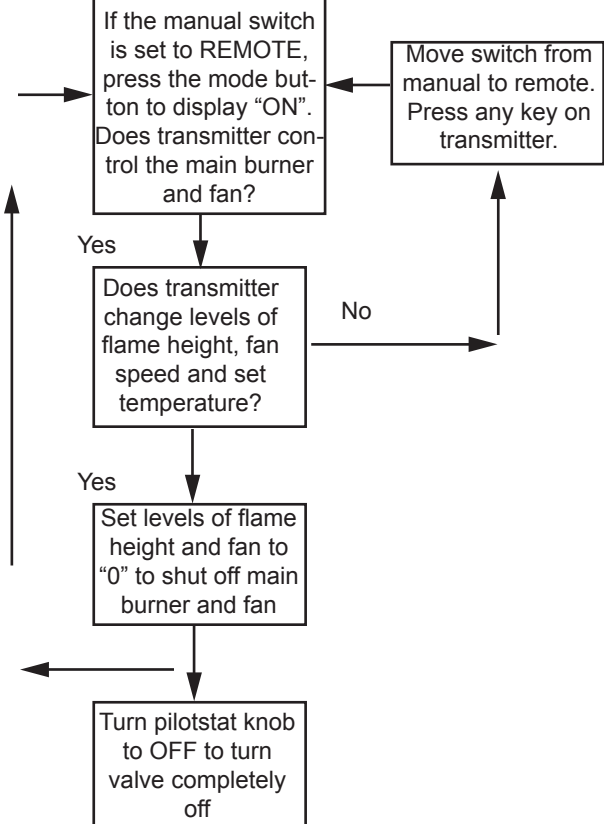 If the manual switch
is set to REMOTE,
press the mode but-
ton to display “ON”.
Does transmitter con-
trol the main burner
and fan?
Move switch from
manual to remote.
Press any key on
transmitter.
Yes
Does transmitter
change levels of
flame height, fan
speed and set
temperature?
No
Yes
Set levels of flame
height and fan to
“0” to shut off main
burner and fan
Turn pilotstat knob
to OFF to turn
valve completely
off